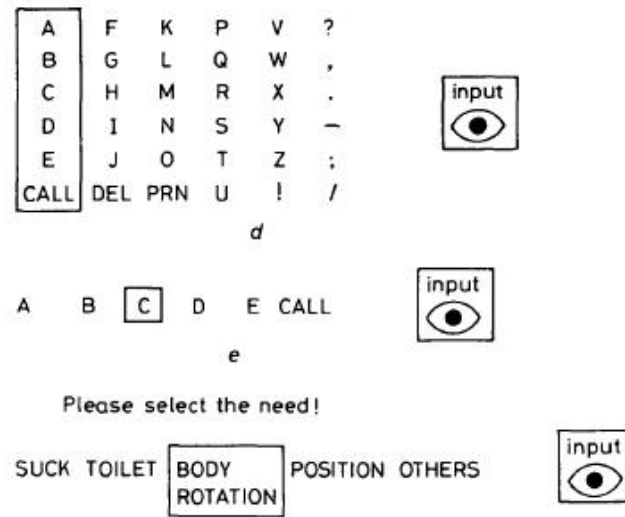 A F K P V ?
B G L Q W ,
C H M R X .
D I N S Y —
E J O T Z ;
CALL DEL PRN U ! /
input
d
A B C D E CALL
input
e
Please select the need!
SUCK TOILET BODY ROTATION POSITION OTHERS
input